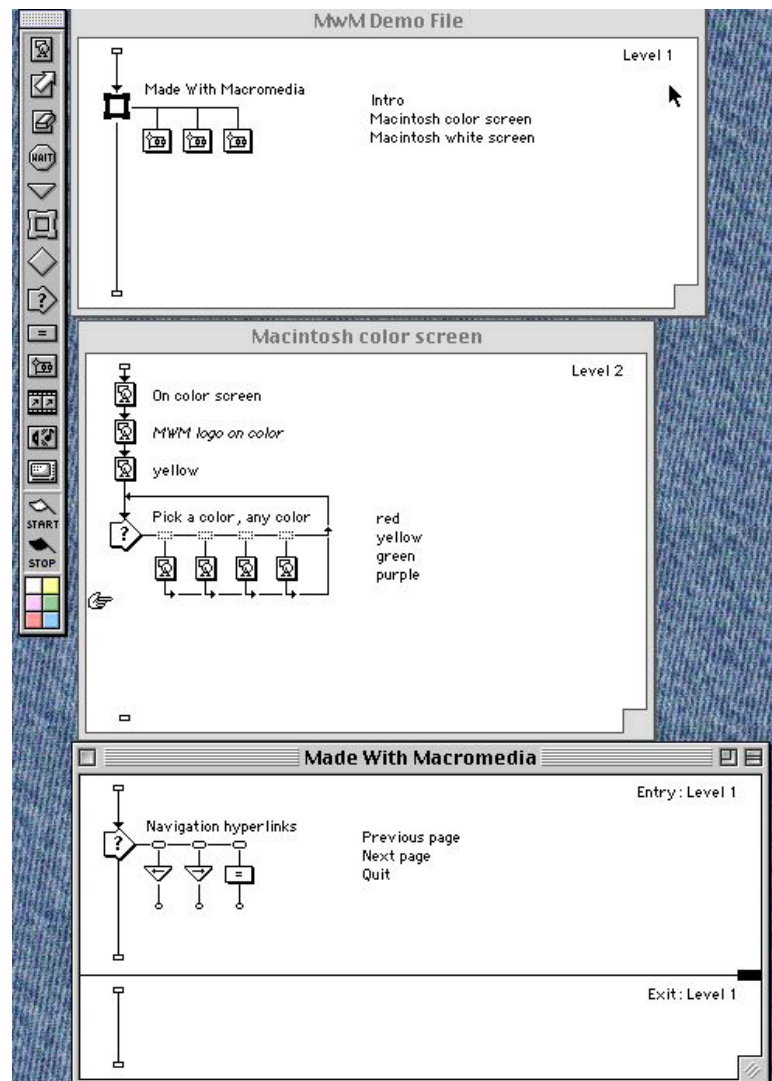 MwM Demo File
Level 1
Made With Macromedia
Intro
Macintosh color screen
Macintosh white screen
WAIT
?
=
START
STOP
Macintosh color screen
Level 2
On color screen
MWM logo on color
yellow
Pick a color, any color
?
red
yellow
green
purple
Made With Macromedia
Entry: Level 1
Navigation hyperlinks
?
=
Previous page
Next page
Quit
Exit: Level 1